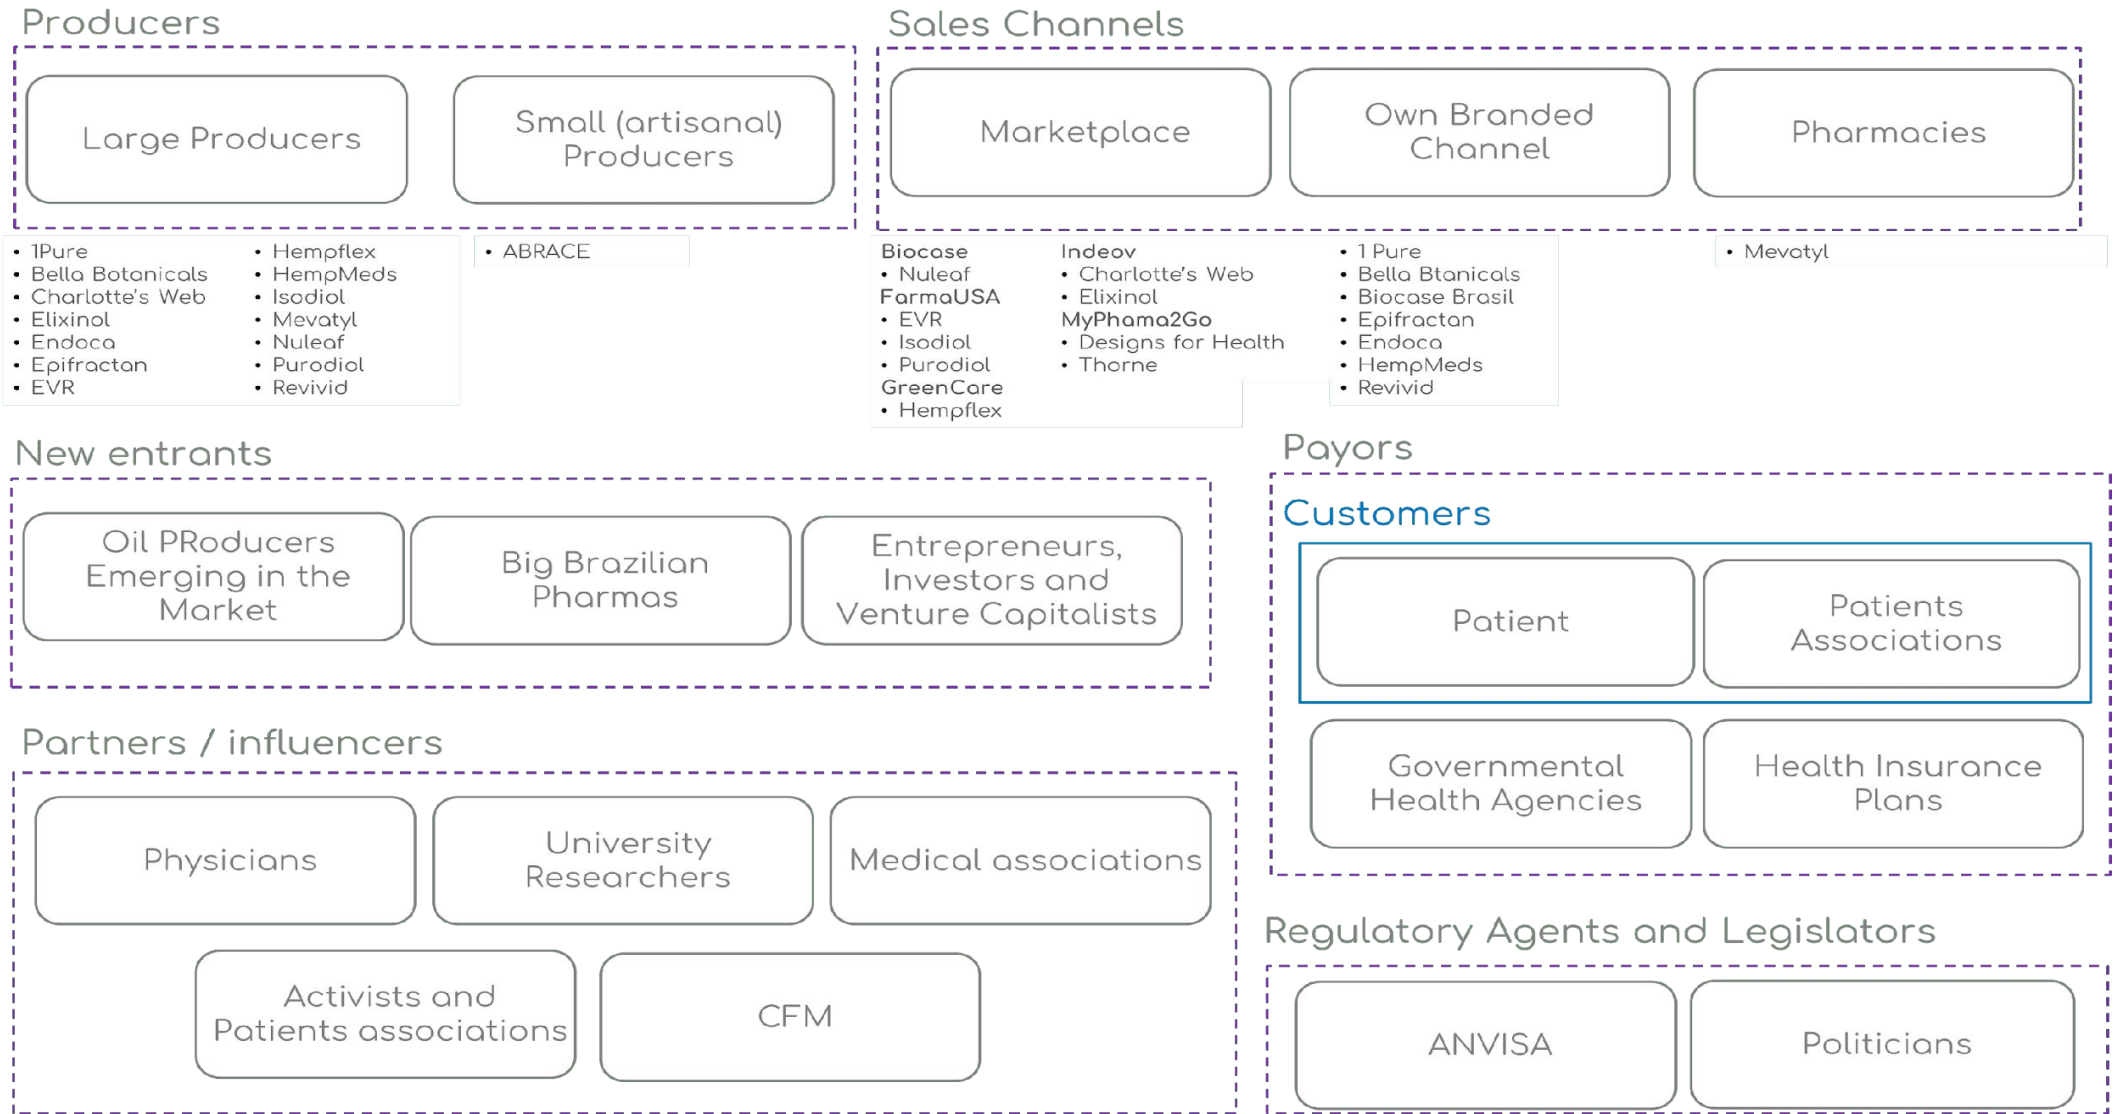 Producers
Large Producers
Small (artisanal)
Producers
• 1Pure
• Bella Botanicals
• Charlotte's Web
• Elixinol
• Endoca
• Epifractan
• EVR
• Hempflex
• HempMeds
• Isodiol
• Mevatyl
• Nuleaf
• Purodiol
• Revivid
• ABRACE
Sales Channels
Marketplace
Own Branded
Channel
Pharmacies
Biocase
• Nuleaf
FarmaUSA
• EVR
• Isodiol
• Purodiol
GreenCare
• Hempflex
Indeov
• Charlotte's Web
• Elixinol
MyPhama2Go
• Designs for Health
• Thorne
• 1 Pure
• Bella Btanicals
• Biocase Brasil
• Epifractan
• Endoca
• HempMeds
• Revivid
• Mevatyl
New entrants
Oil PRoducers
Emerging in the
Market
Big Brazilian
Pharmas
Entrepreneurs,
Investors and
Venture Capitalists
Payors
Customers
Patient
Patients
Associations
Governmental
Health Agencies
Health Insurance
Plans
Partners / influencers
Physicians
University
Researchers
Medical associations
Activists and
Patients associations
CFM
Regulatory Agents and Legislators
ANVISA
Politicians